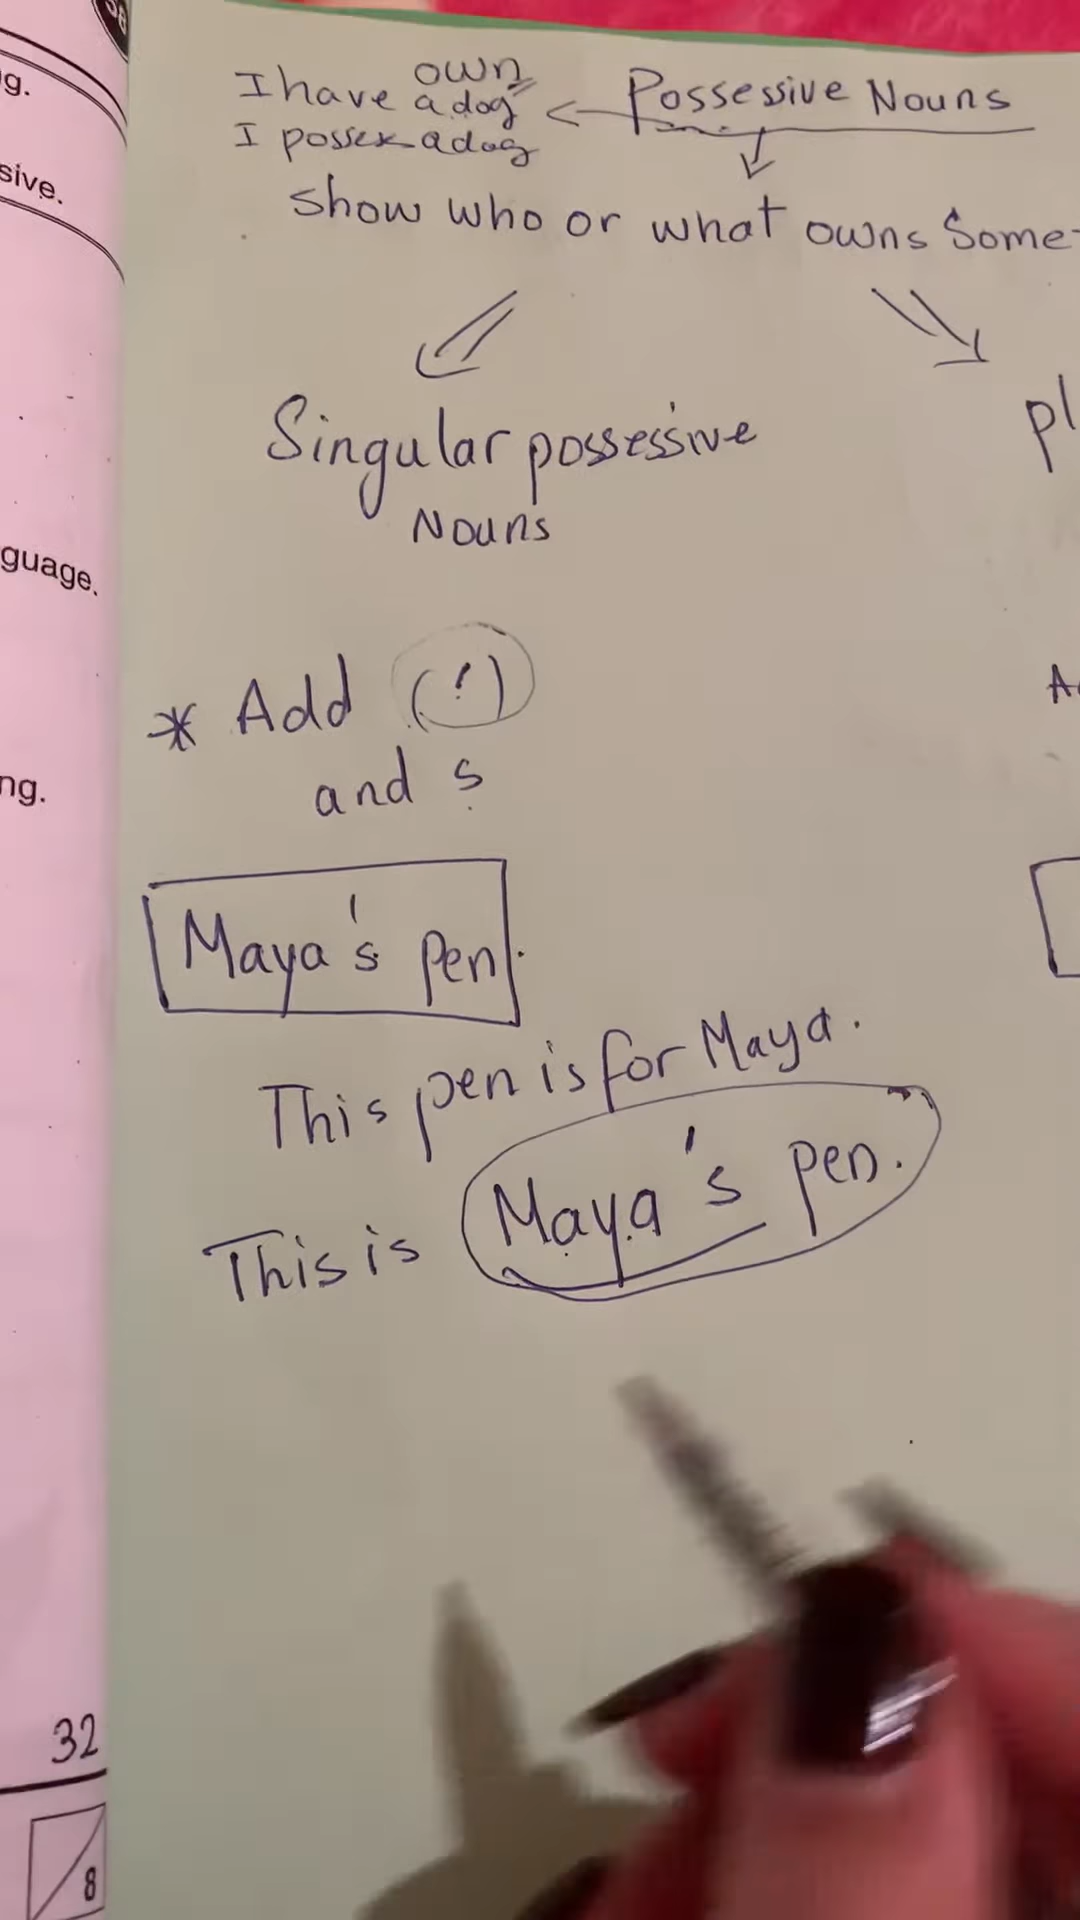 own
I have a dog
Possessive Nouns
I possess a dog
show who or what owns Some-
Singular possessive
Nouns
pl
* Add (')
and s
Maya's pen.
This pen is for Maya.
This is Maya's pen.
g.
sive.
guage.
ng.
32
8